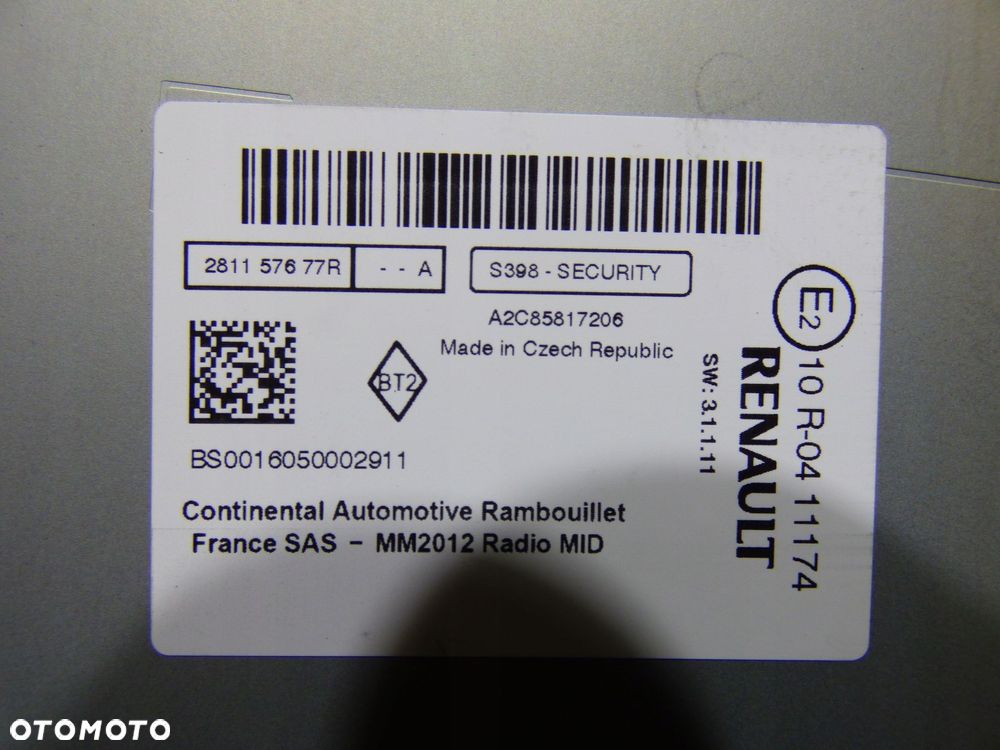 2811 576 77R - - A S398 - SECURITY
A2C85817206
Made in Czech Republic
BT2
BS0016050002911
Continental Automotive Rambouillet
France SAS - MM2012 Radio MID
SW: 3.1.1.11
RENAULT
E2 10 R-04 11174
OTOMOTO